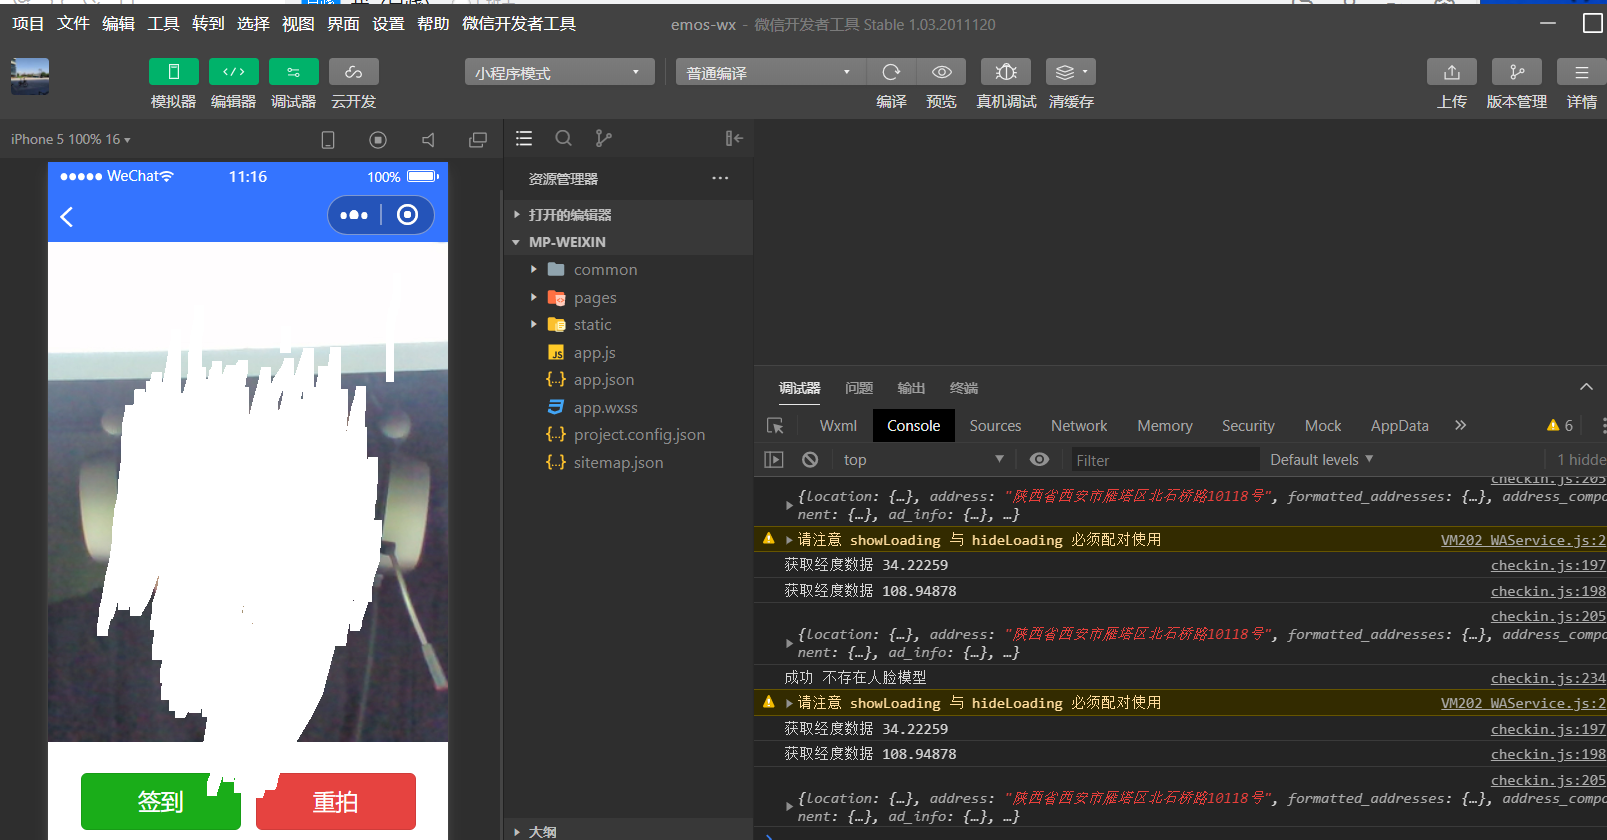 项目 文件 编辑 工具 转到 选择 视图 界面 设置 帮助 微信开发者工具
emos-wx - 微信开发者工具 Stable 1.03.2011120
小程序模式
普通编译
模拟器 编辑器 调试器 云开发
编译 预览 真机调试 清缓存
上传 版本管理 详情
iPhone 5 100% 16
WeChat
11:16
100%
签到
重拍
资源管理器
打开的编辑器
MP-WEIXIN
common
pages
static
JS app.js
{..} app.json
app.wxss
{..} project.config.json
{..} sitemap.json
大纲
调试器 问题 输出 终端
Wxml Console Sources Network Memory Security Mock AppData
6
top
Filter
Default levels
1 hidde
checkin.js:205
{location: {…}, address: "陕西省西安市雁塔区北石桥路10118号", formatted_addresses: {…}, address_compo
nent: {…}, ad_info: {…}, …}
请注意 showLoading 与 hideLoading 必须配对使用 VM202 WAService.js:2
获取经度数据 34.22259 checkin.js:197
获取经度数据 108.94878 checkin.js:198
checkin.js:205
{location: {…}, address: "陕西省西安市雁塔区北石桥路10118号", formatted_addresses: {…}, address_compo
nent: {…}, ad_info: {…}, …}
成功 不存在人脸模型 checkin.js:234
请注意 showLoading 与 hideLoading 必须配对使用 VM202 WAService.js:2
获取经度数据 34.22259 checkin.js:197
获取经度数据 108.94878 checkin.js:198
checkin.js:205
{location: {…}, address: "陕西省西安市雁塔区北石桥路10118号", formatted_addresses: {…}, address_compo
nent: {…}, ad_info: {…}, …}